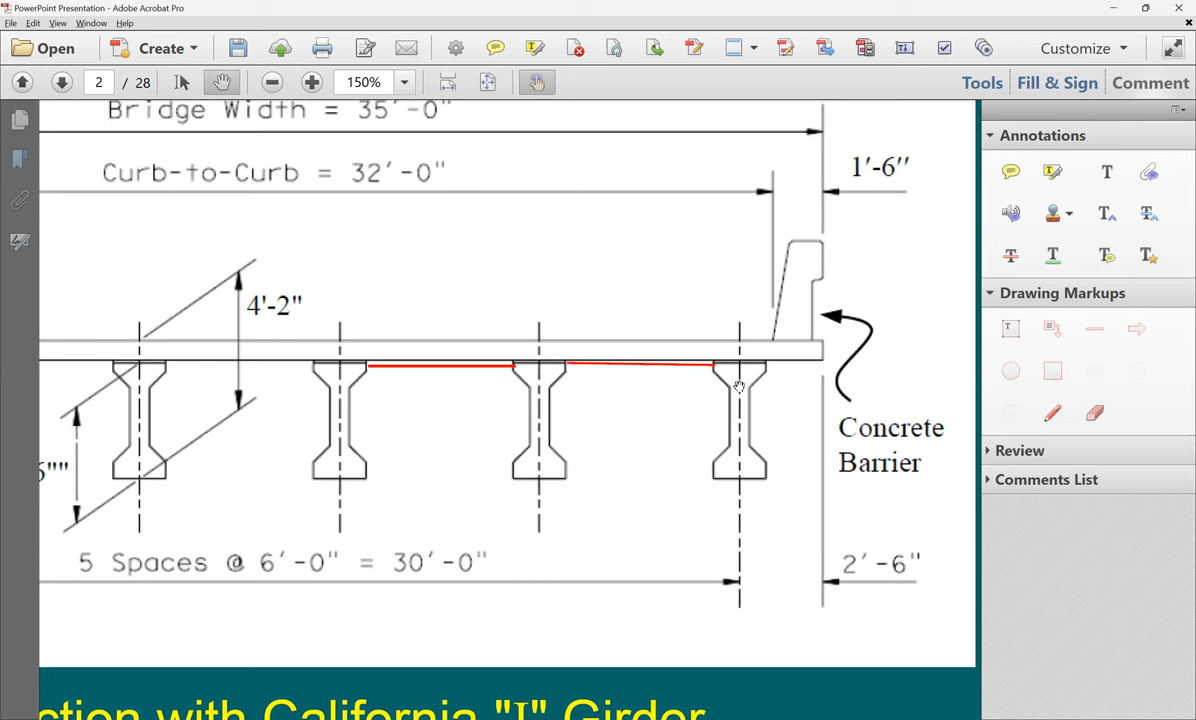 PowerPoint Presentation - Adobe Acrobat Pro
File Edit View Window Help
Open Create Customize
2 / 28 150% Tools Fill & Sign Comment
Bridge Width = 35'-0"
Curb-to-Curb = 32'-0"
1'-6"
4'-2"
Concrete
Barrier
6""
5 Spaces @ 6'-0" = 30'-0"
2'-6"
ction with California "I" Girder
Annotations
Drawing Markups
Review
Comments List